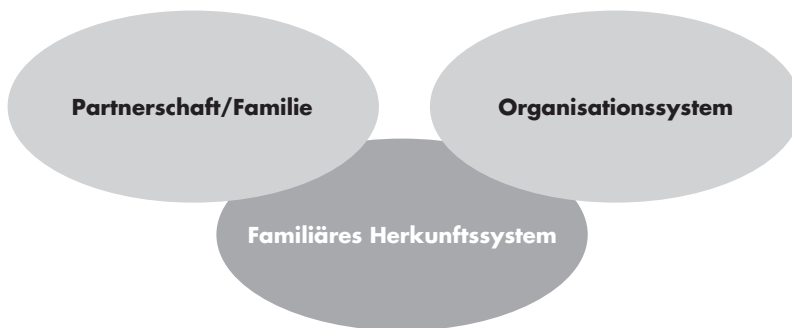 Partnerschaft/Familie
Organisationssystem
Familiäres Herkunftssystem